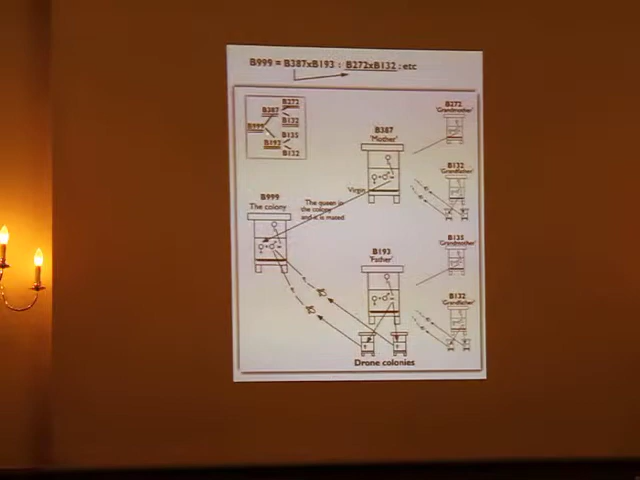 B999 = B387xB193 : B272xB132 : etc
B272
B387
B132
B999
B135
B193
B132
B387
'Mother'
B272
'Grandmother'
B132
'Grandfather'
Virgin
B999
The colony
The queen in
the colony
and it is mated
B193
'Father'
B135
'Grandmother'
B132
'Grandfather'
Drone colonies